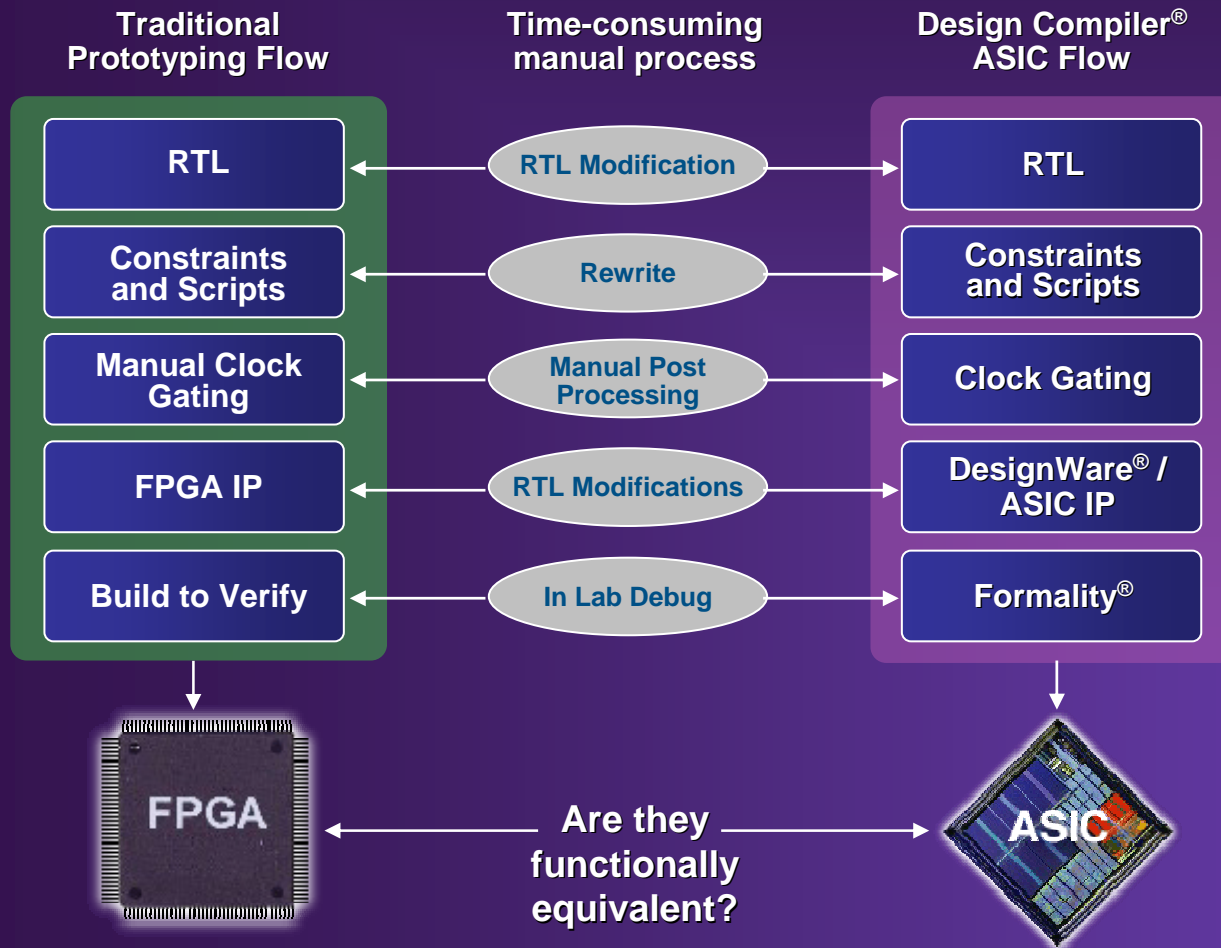 Traditional
Prototyping Flow
Time-consuming
manual process
Design Compiler®
ASIC Flow
RTL
RTL Modification
RTL
Constraints
and Scripts
Rewrite
Constraints
and Scripts
Manual Clock
Gating
Manual Post
Processing
Clock Gating
FPGA IP
RTL Modifications
DesignWare® /
ASIC IP
Build to Verify
In Lab Debug
Formality®
FPGA
Are they
functionally
equivalent?
ASIC